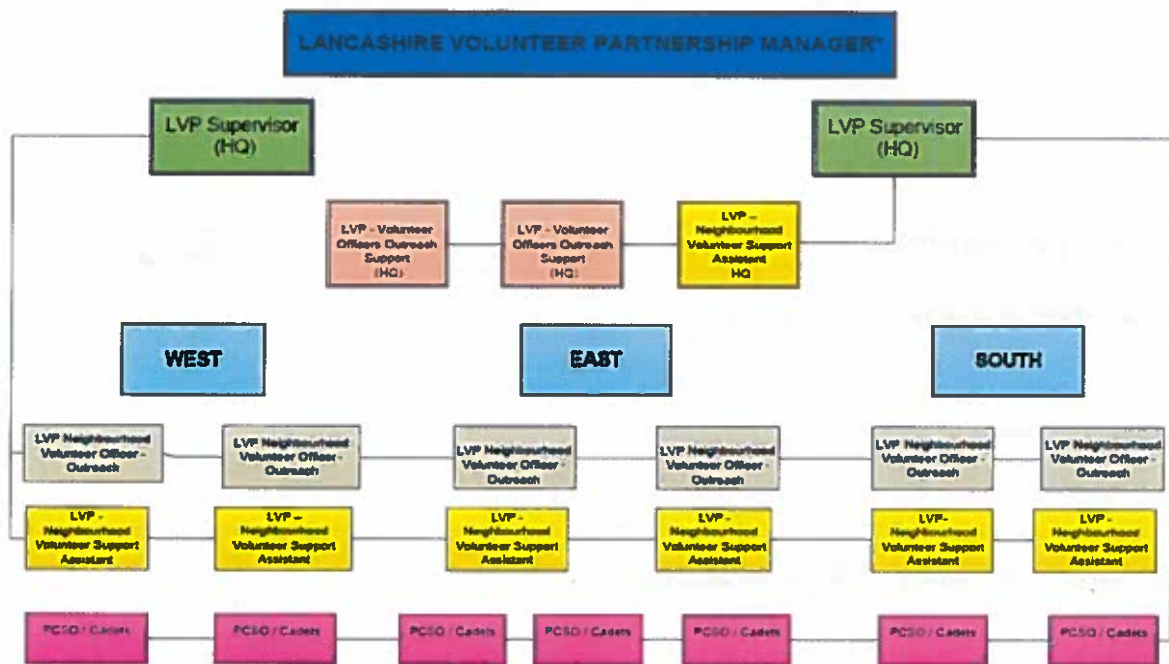 LANCASHIRE VOLUNTEER PARTNERSHIP MANAGER*
LVP Supervisor
(HQ)
LVP Supervisor
(HQ)
LVP - Volunteer
Officers Outreach
Support
(HQ)
LVP - Volunteer
Officers Outreach
Support
(HQ)
LVP –
Neighbourhood
Volunteer Support
Assistant
HQ
WEST
EAST
SOUTH
LVP Neighbourhood
Volunteer Officer -
Outreach
LVP Neighbourhood
Volunteer Officer -
Outreach
LVP Neighbourhood
Volunteer Officer -
Outreach
LVP Neighbourhood
Volunteer Officer -
Outreach
LVP Neighbourhood
Volunteer Officer -
Outreach
LVP Neighbourhood
Volunteer Officer -
Outreach
LVP -
Neighbourhood
Volunteer Support
Assistant
LVP –
Neighbourhood
Volunteer Support
Assistant
LVP -
Neighbourhood
Volunteer Support
Assistant
LVP -
Neighbourhood
Volunteer Support
Assistant
LVP-
Neighbourhood
Volunteer Support
Assistant
LVP -
Neighbourhood
Volunteer Support
Assistant
PCSO / Cadets
PCSO / Cadets
PCSO / Cadets
PCSO / Cadets
PCSO / Cadets
PCSO / Cadets
PCSO / Cadets